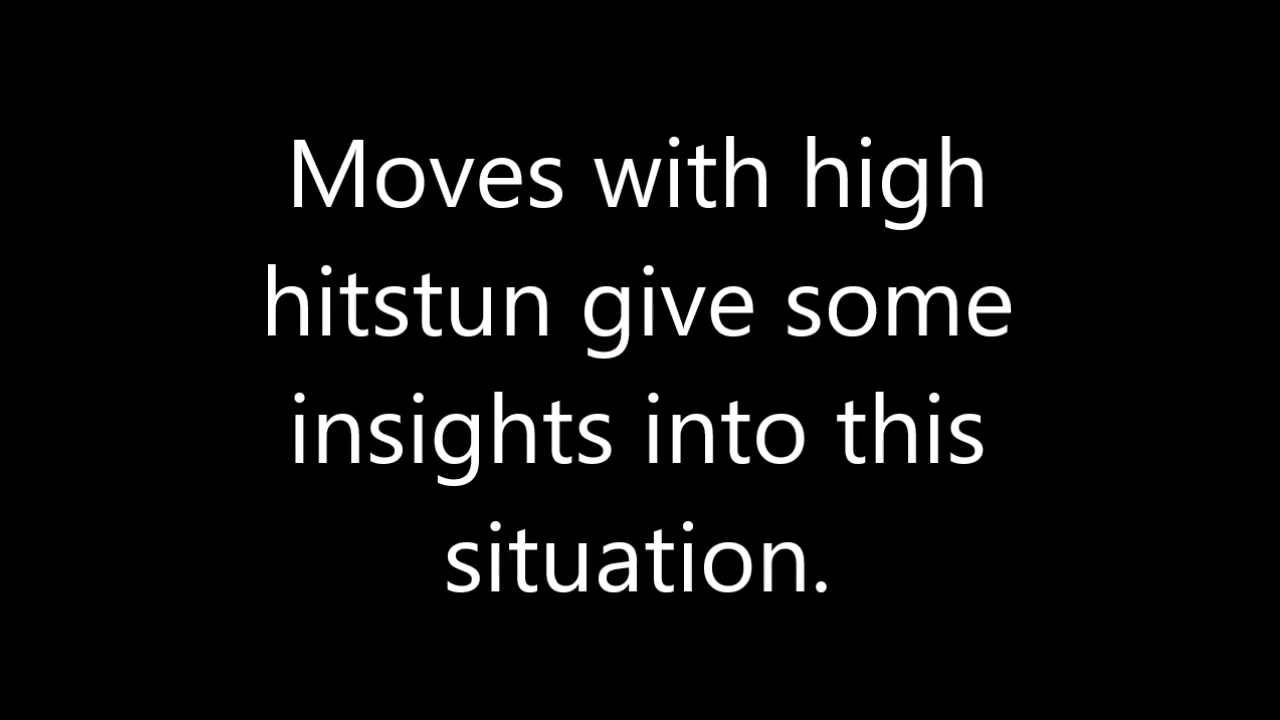 Moves with high
hitstun give some
insights into this
situation.